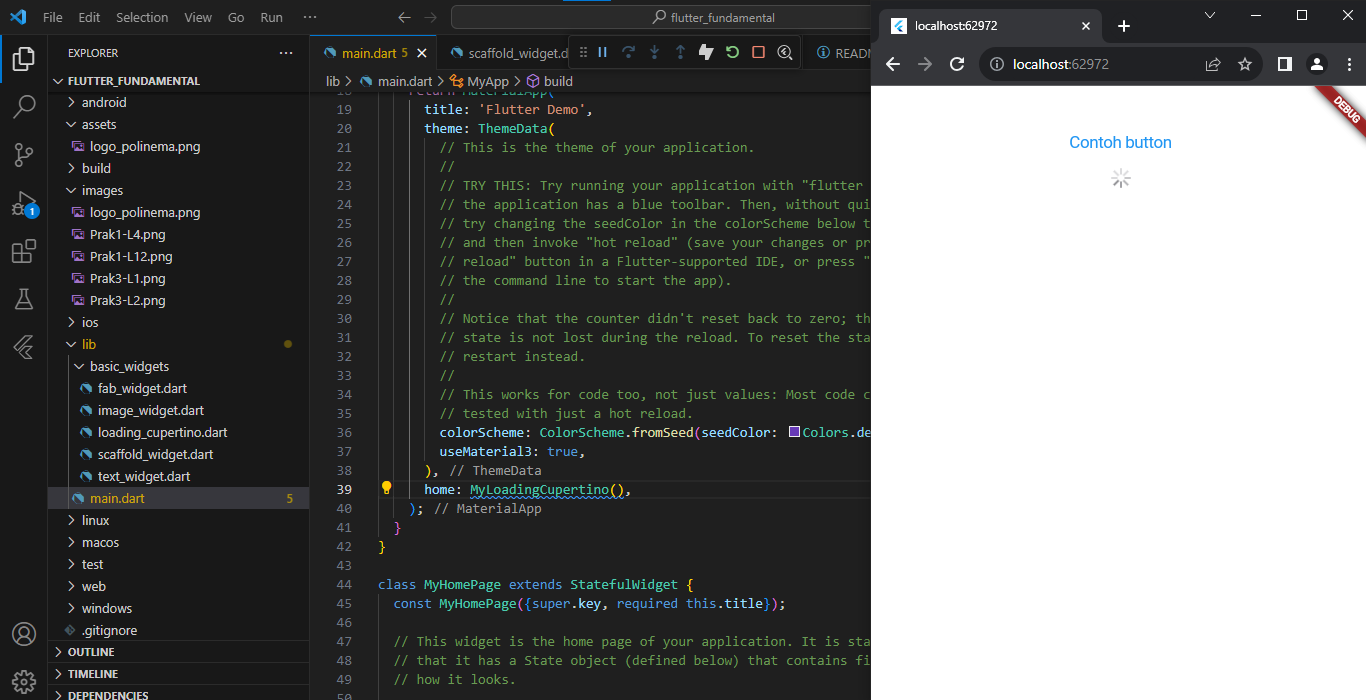 File Edit Selection View Go Run ···
flutter_fundamental
EXPLORER
FLUTTER_FUNDAMENTAL
android
assets
logo_polinema.png
build
images
logo_polinema.png
Prak1-L4.png
Prak1-L12.png
Prak3-L1.png
Prak3-L2.png
ios
lib
basic_widgets
fab_widget.dart
image_widget.dart
loading_cupertino.dart
scaffold_widget.dart
text_widget.dart
main.dart 5
linux
macos
test
web
windows
.gitignore
OUTLINE
TIMELINE
DEPENDENCIES
1
main.dart 5
scaffold_widget.d
READ
lib > main.dart > MyApp > build
18 return MaterialApp(
19 title: 'Flutter Demo',
20 theme: ThemeData(
21 // This is the theme of your application.
22 //
23 // TRY THIS: Try running your application with "flutter
24 // the application has a blue toolbar. Then, without qui
25 // try changing the seedColor in the colorScheme below t
26 // and then invoke "hot reload" (save your changes or pr
27 // reload" button in a Flutter-supported IDE, or press "
28 // the command line to start the app).
29 //
30 // Notice that the counter didn't reset back to zero; th
31 // state is not lost during the reload. To reset the sta
32 // restart instead.
33 //
34 // This works for code too, not just values: Most code c
35 // tested with just a hot reload.
36 colorScheme: ColorScheme.fromSeed(seedColor: Colors.de
37 useMaterial3: true,
38 ), // ThemeData
39 home: MyLoadingCupertino(),
40 ); // MaterialApp
41 }
42 }
43
44 class MyHomePage extends StatefulWidget {
45 const MyHomePage({super.key, required this.title});
46
47 // This widget is the home page of your application. It is sta
48 // that it has a State object (defined below) that contains fi
49 // how it looks.
50
localhost:62972
localhost:62972
DEBUG
Contoh button